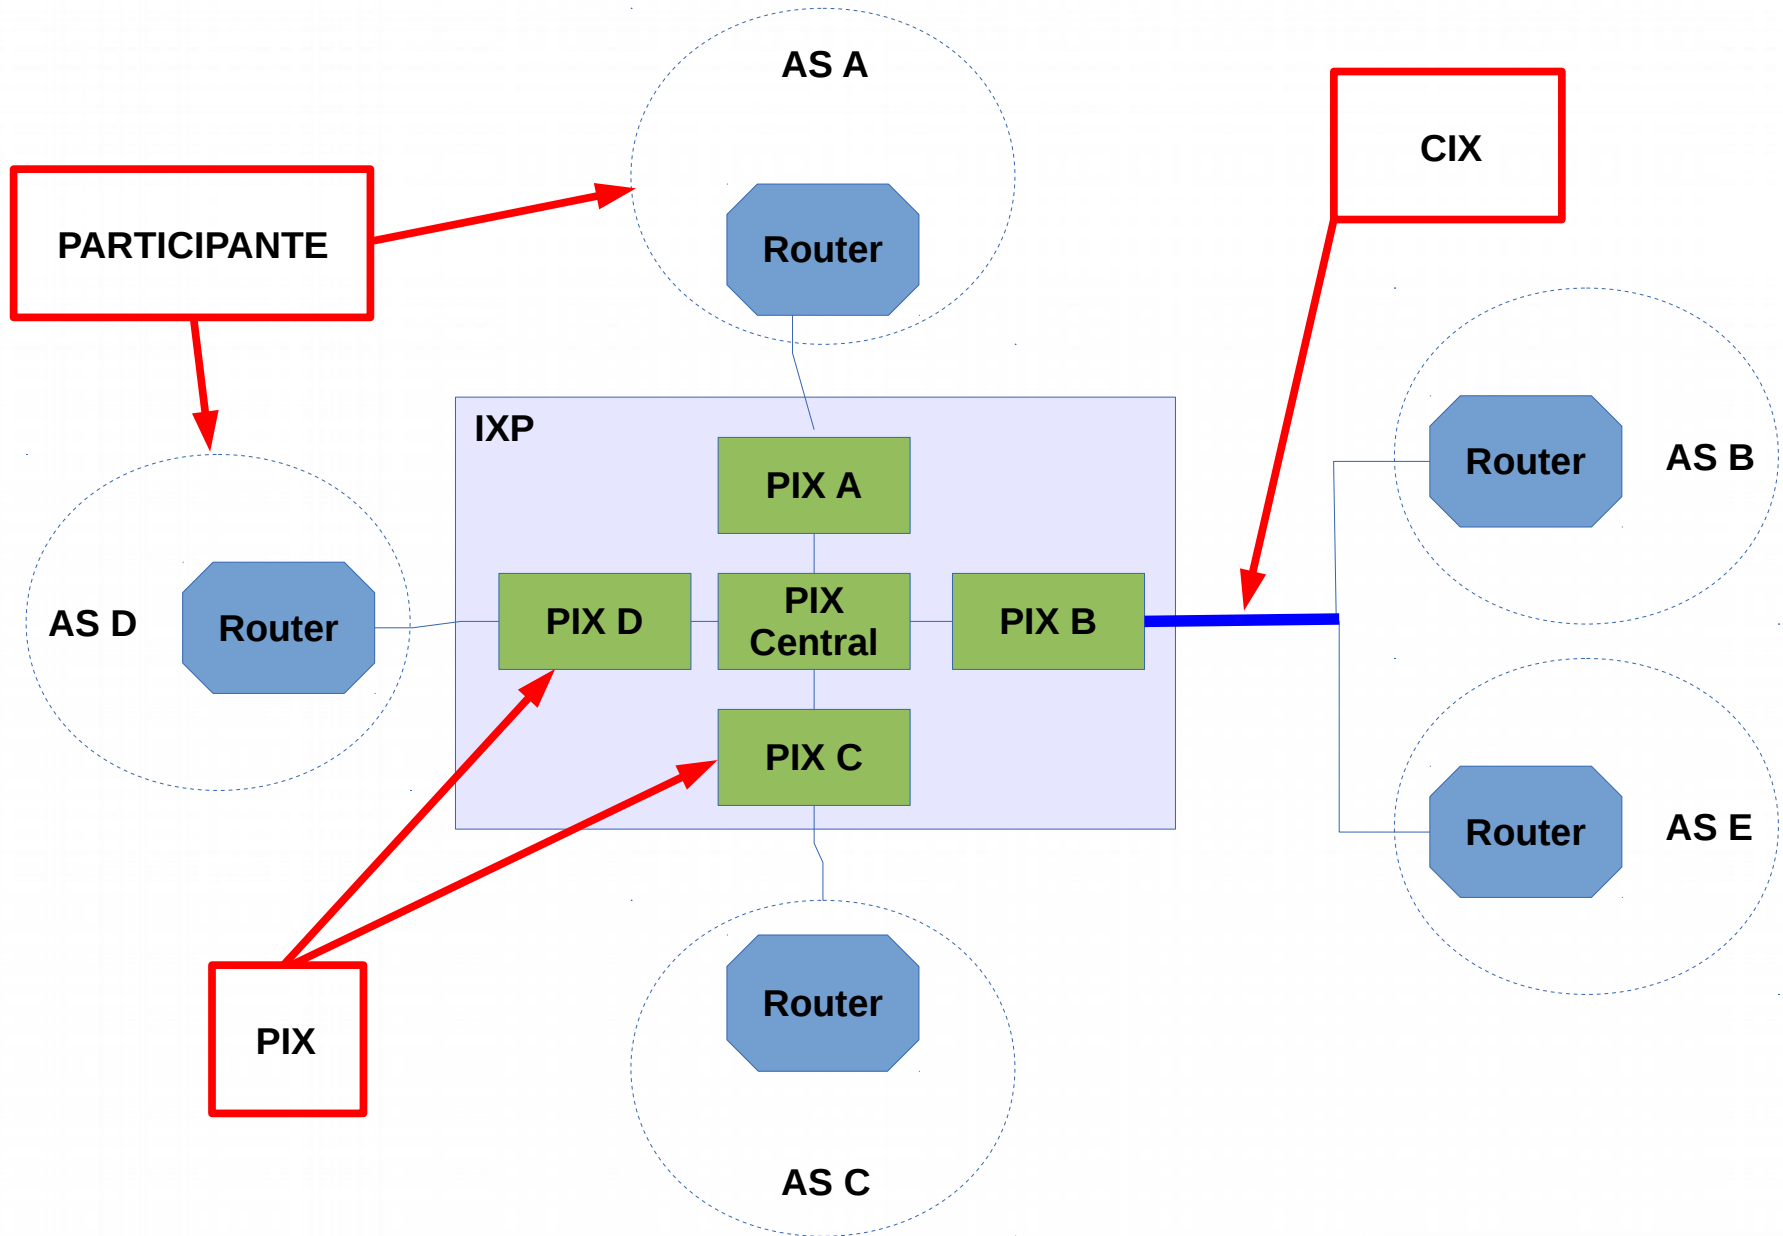 AS A
CIX
PARTICIPANTE
Router
IXP
PIX A
Router
AS B
AS D
Router
PIX D
PIX
Central
PIX B
PIX C
Router
AS E
PIX
Router
AS C